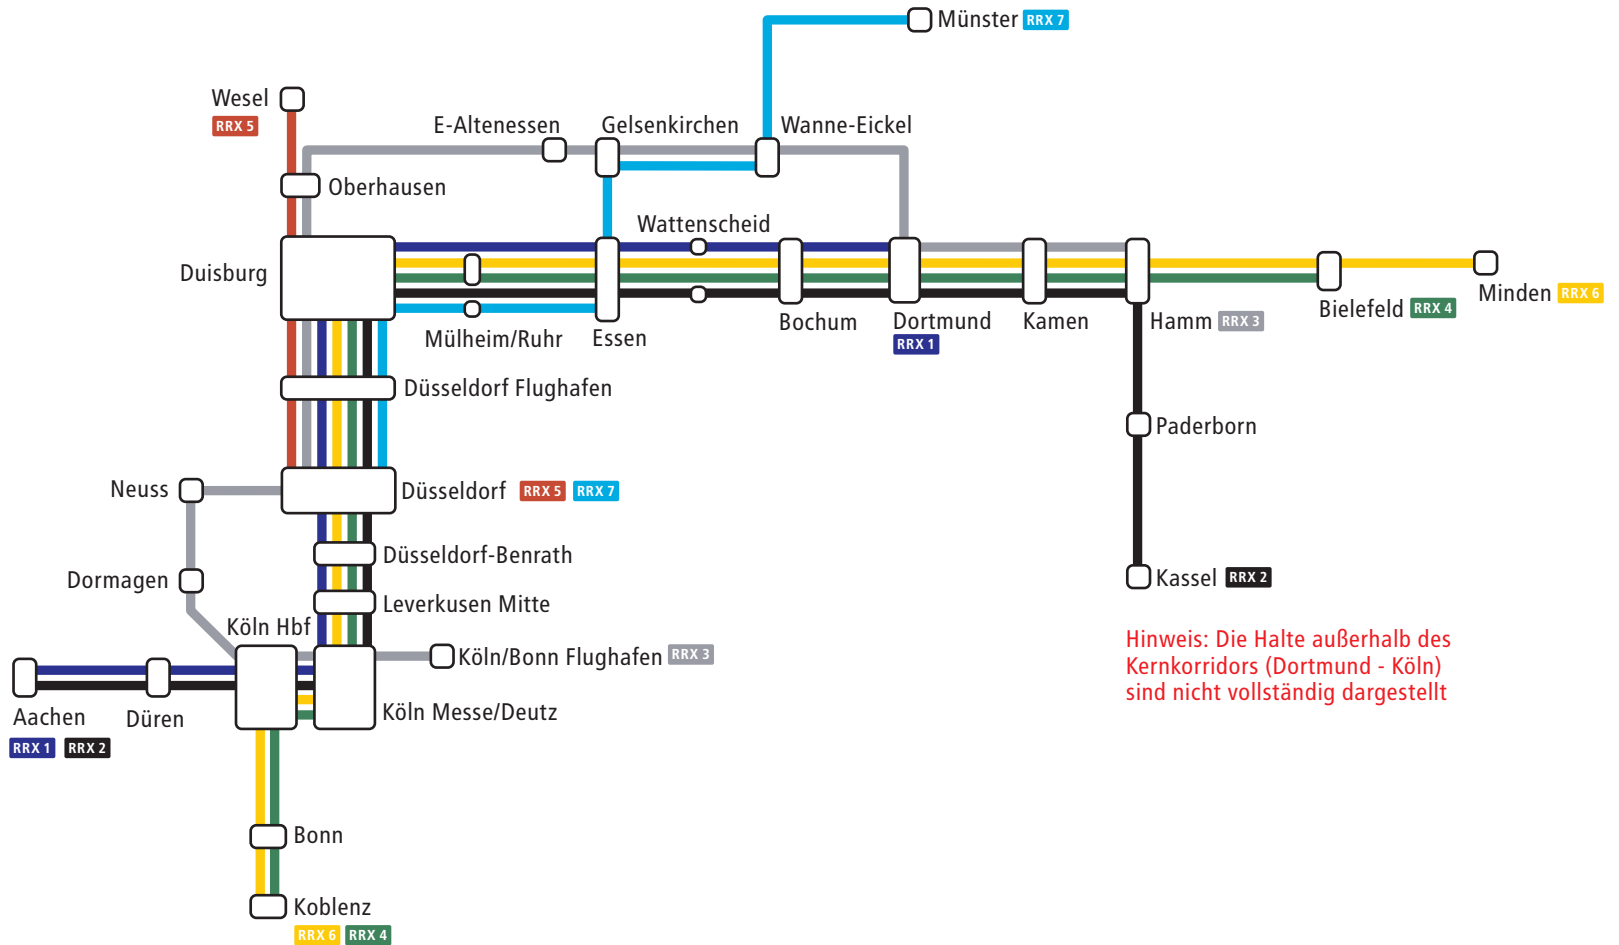 Münster RRX 7
Wesel
RRX 5
E-Altenessen
Gelsenkirchen
Wanne-Eickel
Oberhausen
Wattenscheid
Duisburg
Mülheim/Ruhr
Essen
Bochum
Dortmund
RRX 1
Kamen
Hamm RRX 3
Bielefeld RRX 4
Minden RRX 6
Düsseldorf Flughafen
Paderborn
Neuss
Düsseldorf RRX 5 RRX 7
Düsseldorf-Benrath
Dormagen
Kassel RRX 2
Leverkusen Mitte
Köln Hbf
Köln/Bonn Flughafen RRX 3
Hinweis: Die Halte außerhalb des
Kernkorridors (Dortmund - Köln)
sind nicht vollständig dargestellt
Aachen
RRX 1 RRX 2
Düren
Köln Messe/Deutz
Bonn
Koblenz
RRX 6 RRX 4